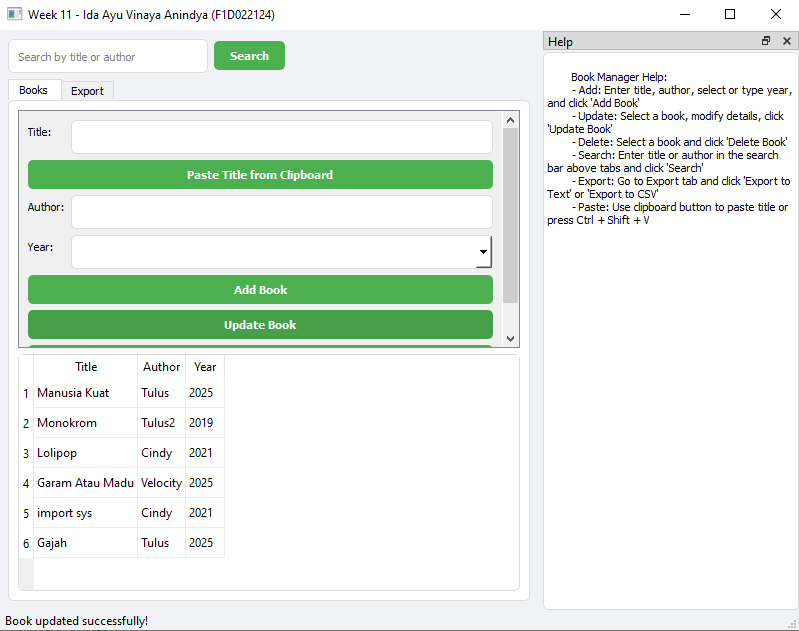 Week 11 - Ida Ayu Vinaya Anindya (F1D022124)
Search by title or author
Search
Books
Export
Title:
Paste Title from Clipboard
Author:
Year:
Add Book
Update Book
Title Author Year
1 Manusia Kuat Tulus 2025
2 Monokrom Tulus2 2019
3 Lolipop Cindy 2021
4 Garam Atau Madu Velocity 2025
5 import sys Cindy 2021
6 Gajah Tulus 2025
Help
Book Manager Help:
- Add: Enter title, author, select or type year,
and click 'Add Book'
- Update: Select a book, modify details, click
'Update Book'
- Delete: Select a book and click 'Delete Book'
- Search: Enter title or author in the search
bar above tabs and click 'Search'
- Export: Go to Export tab and click 'Export to
Text' or 'Export to CSV'
- Paste: Use clipboard button to paste title or
press Ctrl + Shift + V
Book updated successfully!